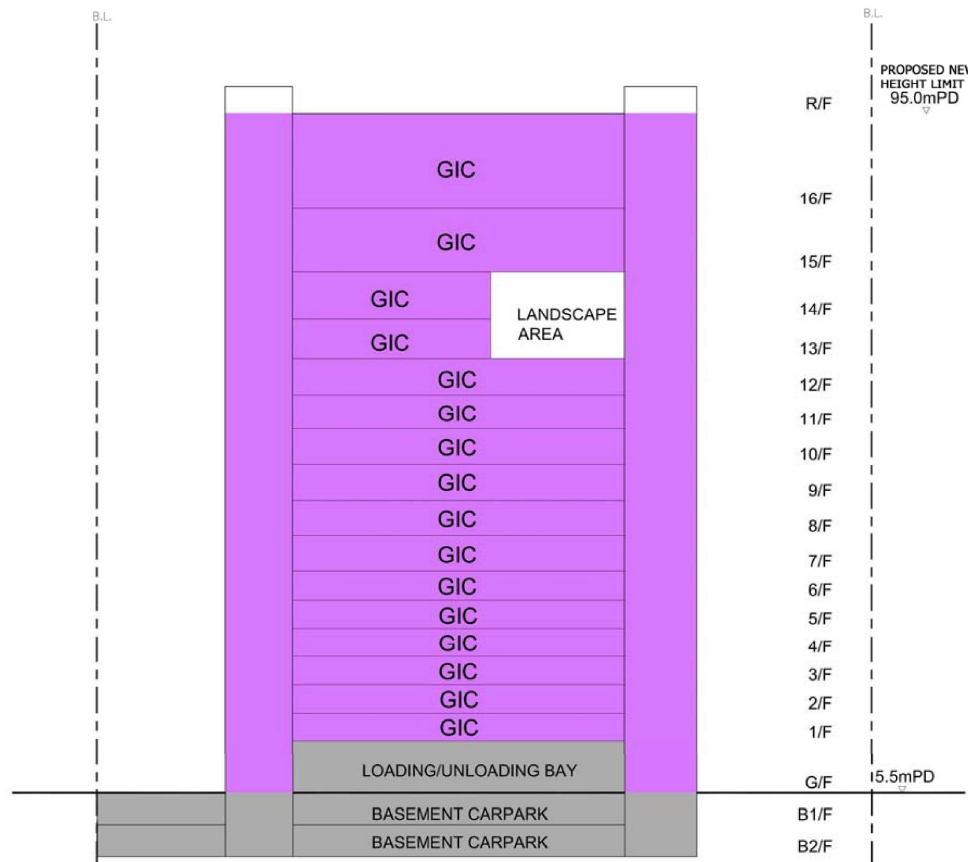 B.L.
B.L.
PROPOSED NEW
HEIGHT LIMIT
95.0mPD
R/F
GIC
16/F
GIC
15/F
GIC
14/F
LANDSCAPE
AREA
GIC
13/F
GIC
12/F
GIC
11/F
GIC
10/F
GIC
9/F
GIC
8/F
GIC
7/F
GIC
6/F
GIC
5/F
GIC
4/F
GIC
3/F
GIC
2/F
GIC
1/F
LOADING/UNLOADING BAY
G/F
5.5mPD
BASEMENT CARPARK
B1/F
BASEMENT CARPARK
B2/F